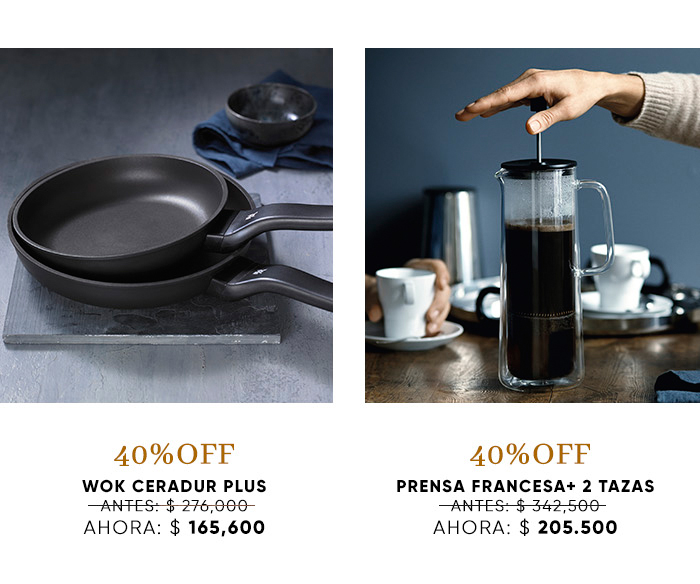 40%OFF
WOK CERADUR PLUS
ANTES: $ 276,000
AHORA: $ 165,600
40%OFF
PRENSA FRANCESA+ 2 TAZAS
ANTES: $ 342,500
AHORA: $ 205.500